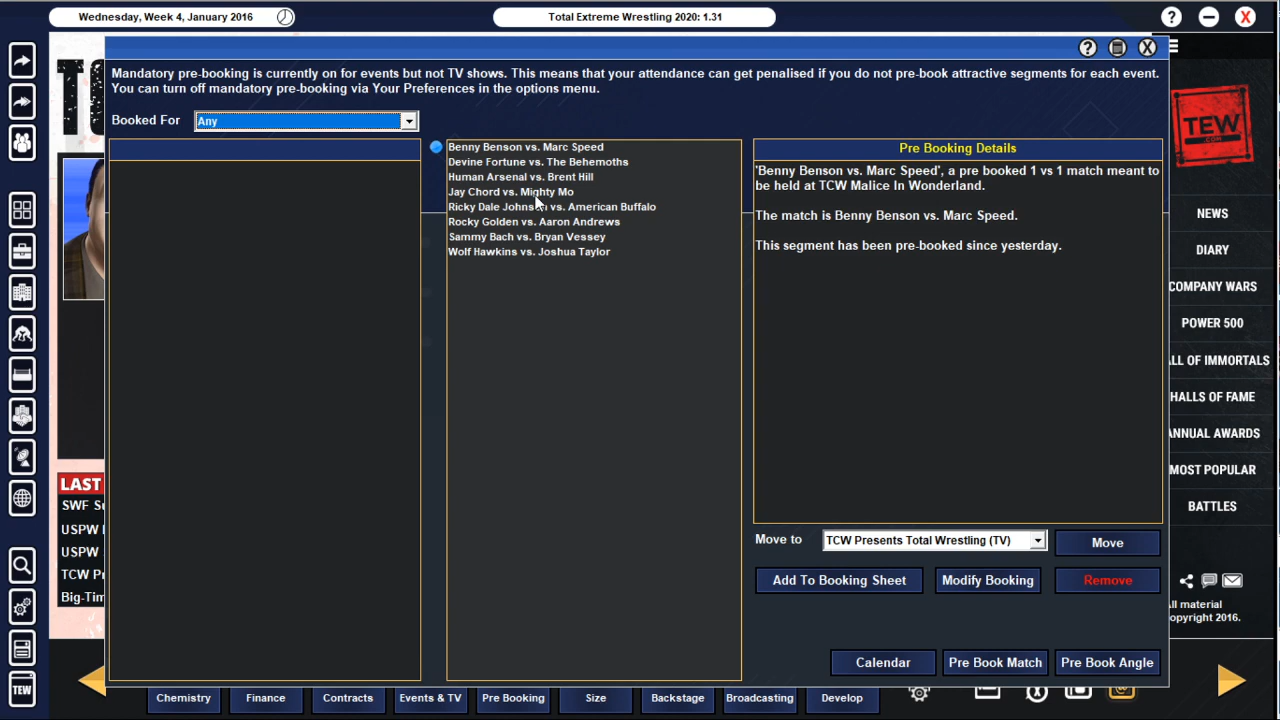 Wednesday, Week 4, January 2016
Total Extreme Wrestling 2020: 1.31
Mandatory pre-booking is currently on for events but not TV shows. This means that your attendance can get penalised if you do not pre-book attractive segments for each event.
You can turn off mandatory pre-booking via Your Preferences in the options menu.
Booked For
Any
Benny Benson vs. Marc Speed
Devine Fortune vs. The Behemoths
Human Arsenal vs. Brent Hill
Jay Chord vs. Mighty Mo
Ricky Dale Johnson vs. American Buffalo
Rocky Golden vs. Aaron Andrews
Sammy Bach vs. Bryan Vessey
Wolf Hawkins vs. Joshua Taylor
Pre Booking Details
'Benny Benson vs. Marc Speed', a pre booked 1 vs 1 match meant to
be held at TCW Malice In Wonderland.
The match is Benny Benson vs. Marc Speed.
This segment has been pre-booked since yesterday.
Move to
TCW Presents Total Wrestling (TV)
Move
Add To Booking Sheet
Modify Booking
Remove
Calendar
Pre Book Match
Pre Book Angle
TEW
.COM
NEWS
DIARY
COMPANY WARS
POWER 500
ALL OF IMMORTALS
HALLS OF FAME
ANNUAL AWARDS
MOST POPULAR
BATTLES
ll material
opyright 2016.
LAST
SWF Su
USPW
USPW
TCW Pr
Big-Tim
TEW
Chemistry
Finance
Contracts
Events & TV
Pre Booking
Size
Backstage
Broadcasting
Develop